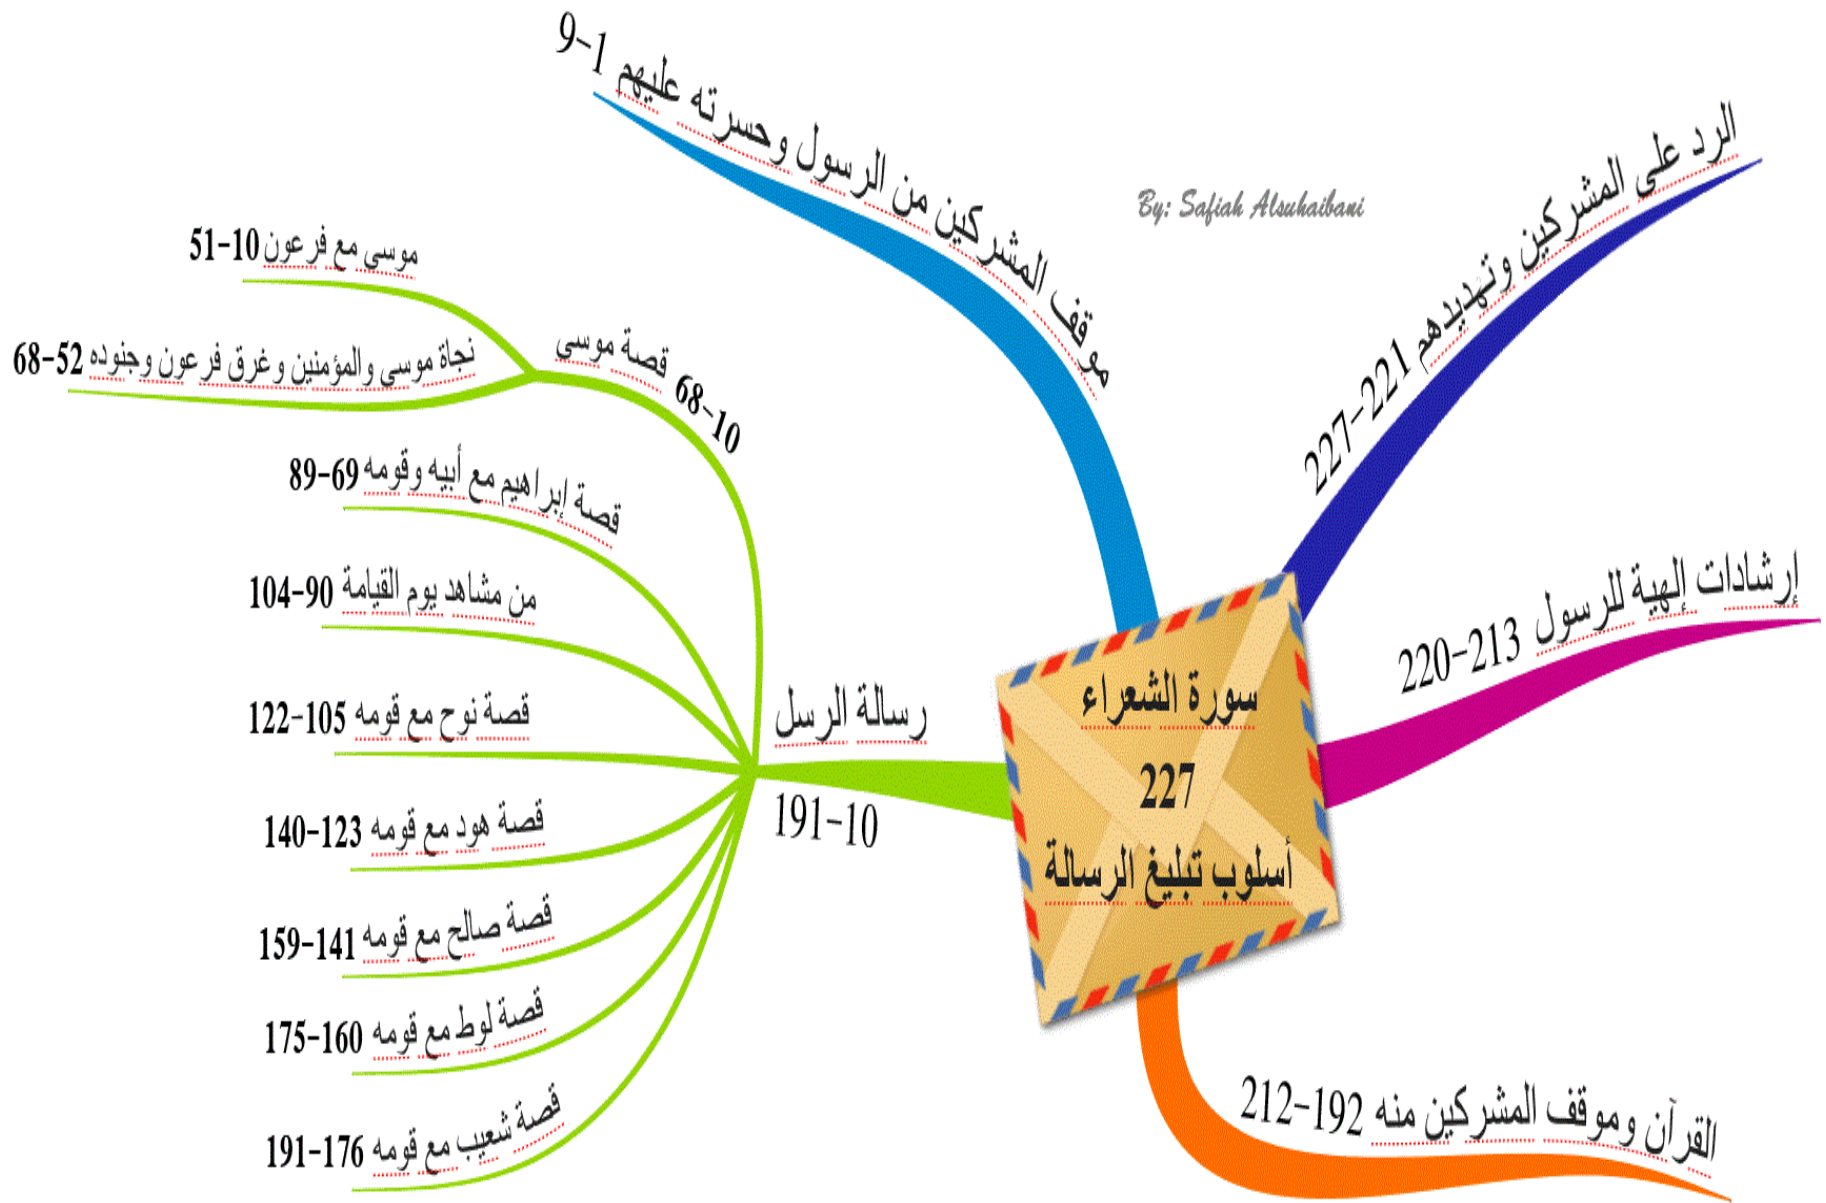 سورة الشعراء
227
أسلوب تبليغ الرسالة
By: Safiah Alsuhaibani
موقف المشركين من الرسول وحسرته عليهم 1-9
رسالة الرسل
10-191
قصة موسى 10-68
موسى مع فرعون 10-51
نجاة موسى والمؤمنين وغرق فرعون وجنوده 52-68
قصة إبراهيم مع أبيه وقومه 69-89
من مشاهد يوم القيامة 90-104
قصة نوح مع قومه 105-122
قصة هود مع قومه 123-140
قصة صالح مع قومه 141-159
قصة لوط مع قومه 160-175
قصة شعيب مع قومه 176-191
القرآن وموقف المشركين منه 192-212
إرشادات إلهية للرسول 213-220
الرد على المشركين وتهديدهم 221-227